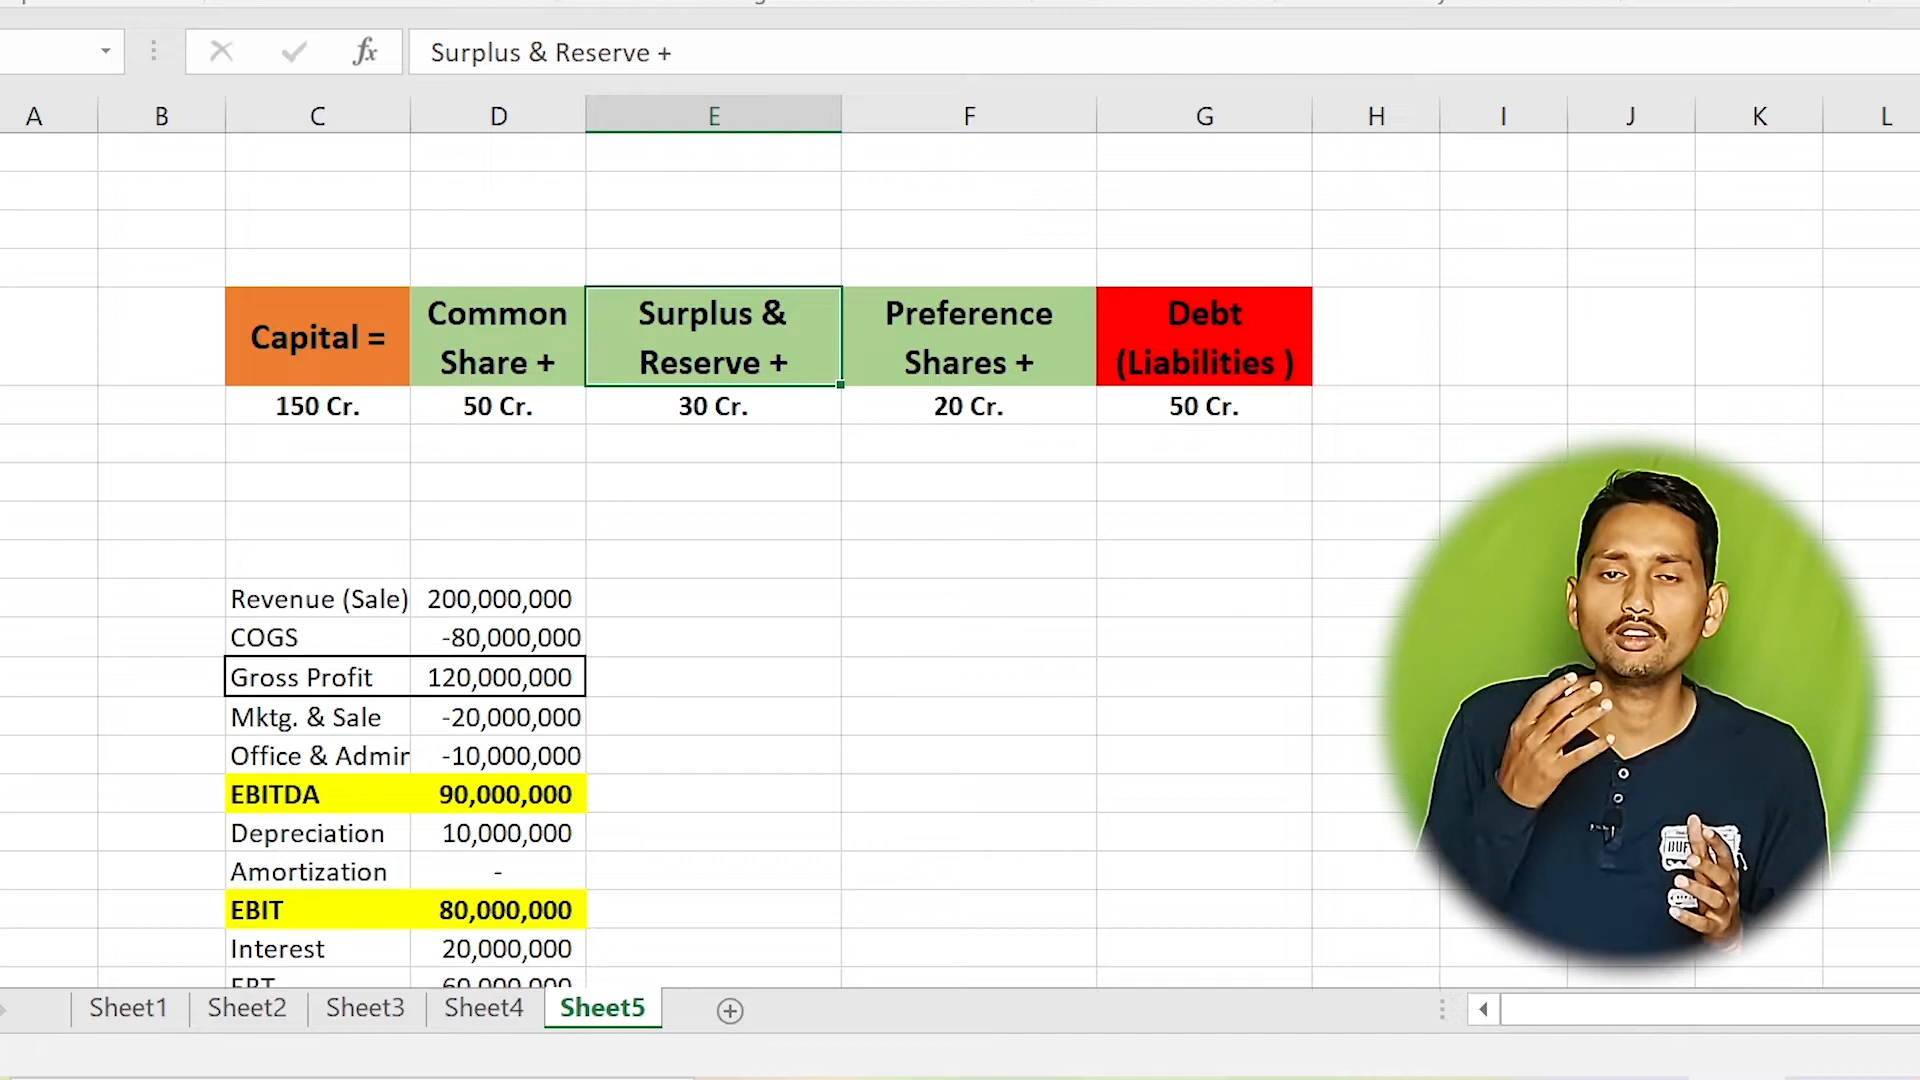 fx Surplus & Reserve +
A B C D E F G H I J K L
Capital = Common Share + Surplus & Reserve + Preference Shares + Debt (Liabilities )
150 Cr. 50 Cr. 30 Cr. 20 Cr. 50 Cr.
Revenue (Sale) 200,000,000
COGS -80,000,000
Gross Profit 120,000,000
Mktg. & Sale -20,000,000
Office & Admin -10,000,000
EBITDA 90,000,000
Depreciation 10,000,000
Amortization -
EBIT 80,000,000
Interest 20,000,000
EBT 60,000,000
Sheet1 Sheet2 Sheet3 Sheet4 Sheet5